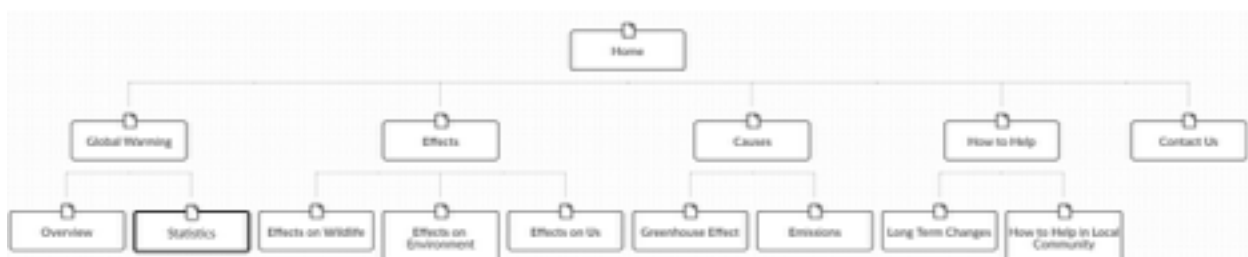 Home
Global Warming
Effects
Causes
How to Help
Contact Us
Overview
Statistics
Effects on Wildlife
Effects on
Environment
Effects on Us
Greenhouse Effect
Emissions
Long Term Changes
How to Help in Local
Community